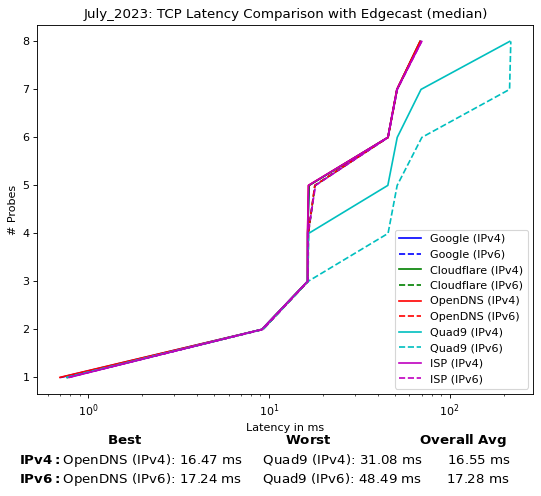 July_2023: TCP Latency Comparison with Edgecast (median)
8
7
6
5
4
3
2
1
# Probes
Google (IPv4)
Google (IPv6)
Cloudflare (IPv4)
Cloudflare (IPv6)
OpenDNS (IPv4)
OpenDNS (IPv6)
Quad9 (IPv4)
Quad9 (IPv6)
ISP (IPv4)
ISP (IPv6)
10⁰ 10¹ 10²
Latency in ms
Best Worst Overall Avg
IPv4: OpenDNS (IPv4): 16.47 ms Quad9 (IPv4): 31.08 ms 16.55 ms
IPv6: OpenDNS (IPv6): 17.24 ms Quad9 (IPv6): 48.49 ms 17.28 ms